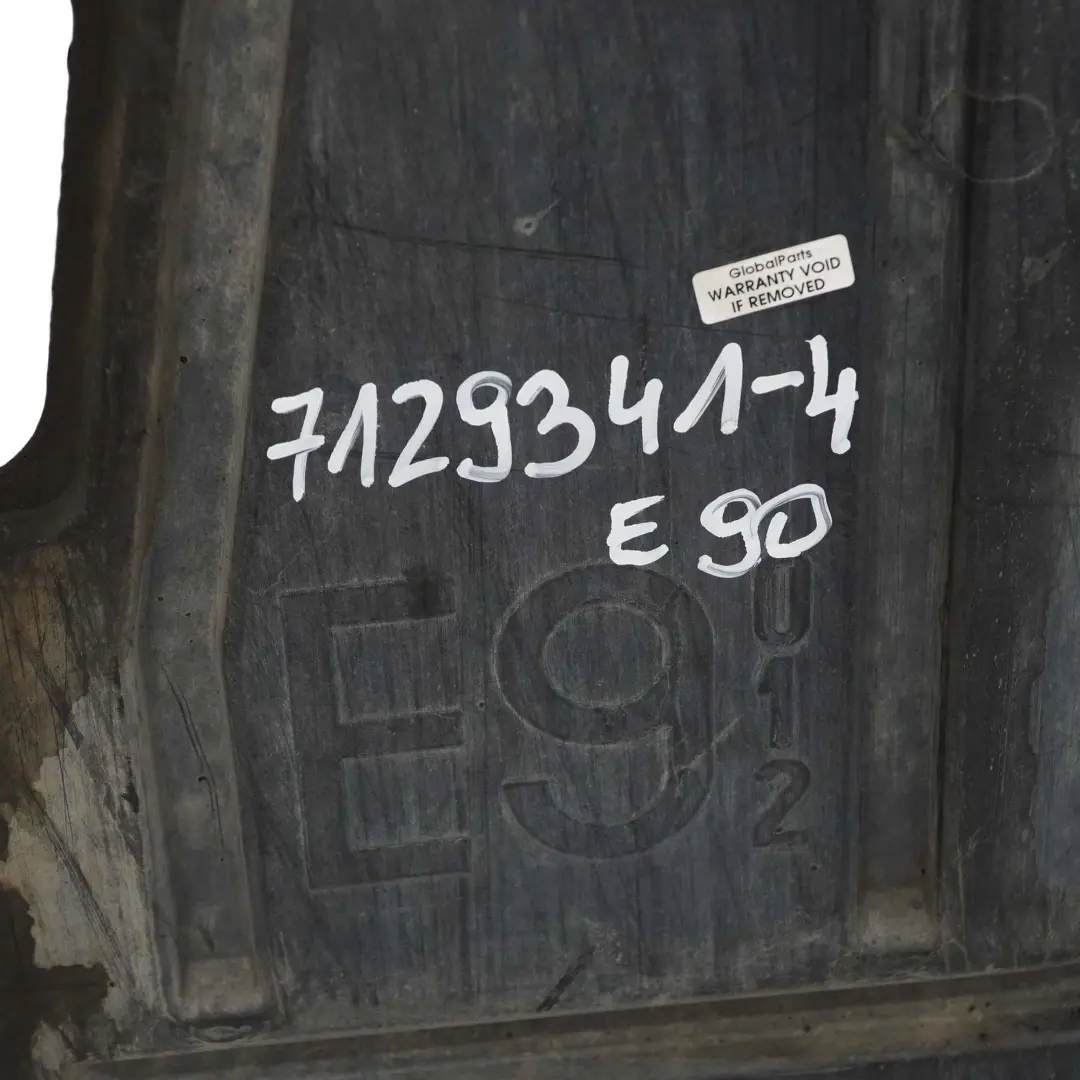 GlobalParts
WARRANTY VOID
IF REMOVED
7129341-4
E 90
E9
0
1
2